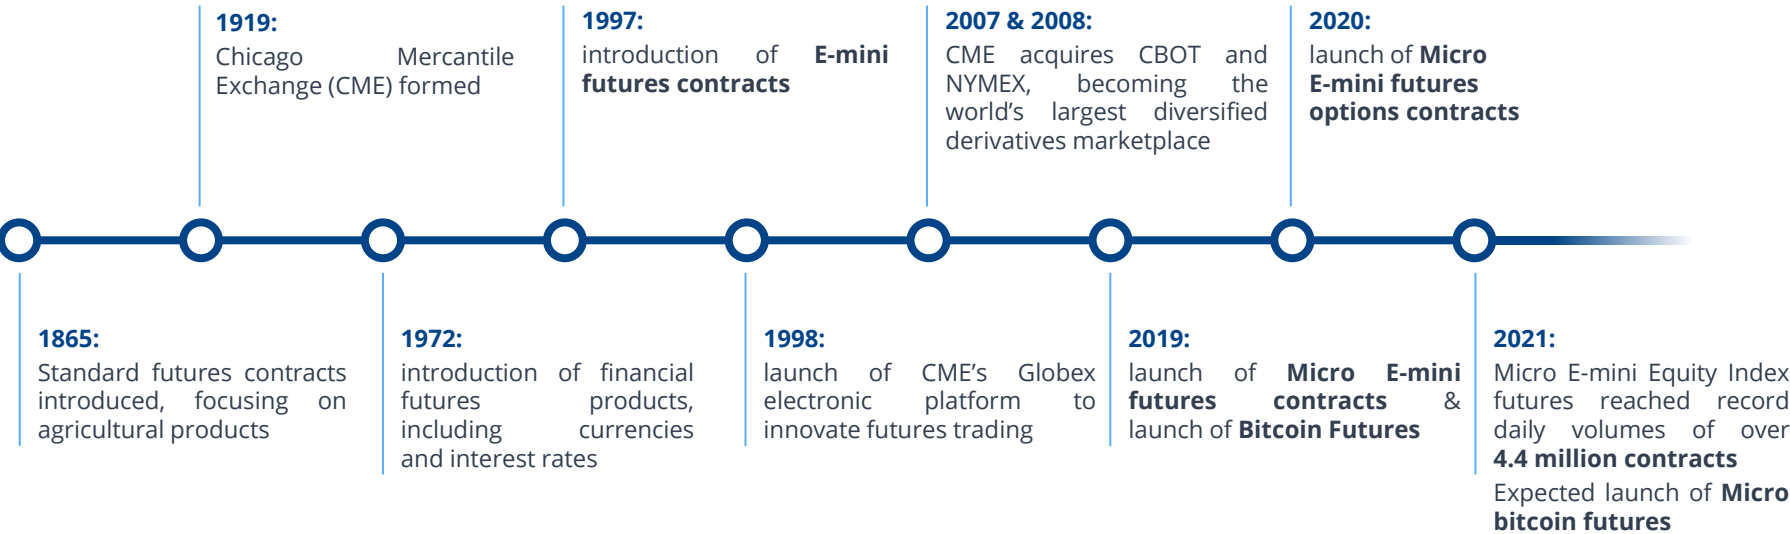 1919:
Chicago Mercantile
Exchange (CME) formed
1997:
introduction of E-mini
futures contracts
2007 & 2008:
CME acquires CBOT and
NYMEX, becoming the
world's largest diversified
derivatives marketplace
2020:
launch of Micro
E-mini futures
options contracts
1865:
Standard futures contracts
introduced, focusing on
agricultural products
1972:
introduction of financial
futures products,
including currencies
and interest rates
1998:
launch of CME's Globex
electronic platform to
innovate futures trading
2019:
launch of Micro E-mini
futures contracts &
launch of Bitcoin Futures
2021:
Micro E-mini Equity Index
futures reached record
daily volumes of over
4.4 million contracts
Expected launch of Micro
bitcoin futures